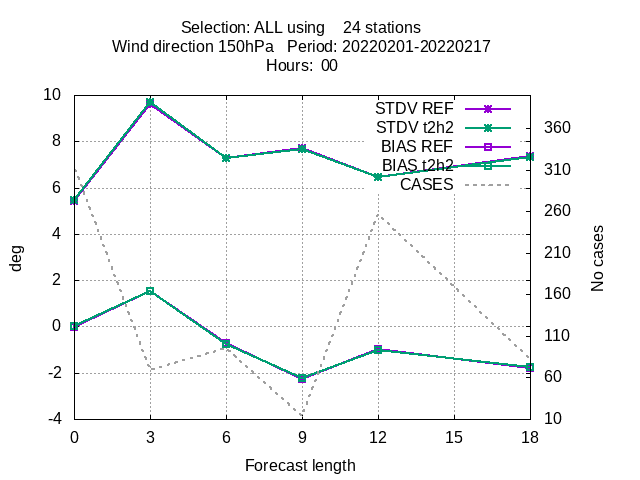 Selection: ALL using 24 stations
Wind direction 150hPa Period: 20220201-20220217
Hours: 00
STDV REF
STDV t2h2
BIAS REF
BIAS t2h2
CASES
10
8
6
4
2
0
-2
-4
deg
360
310
260
210
160
110
60
10
No cases
0 3 6 9 12 15 18
Forecast length